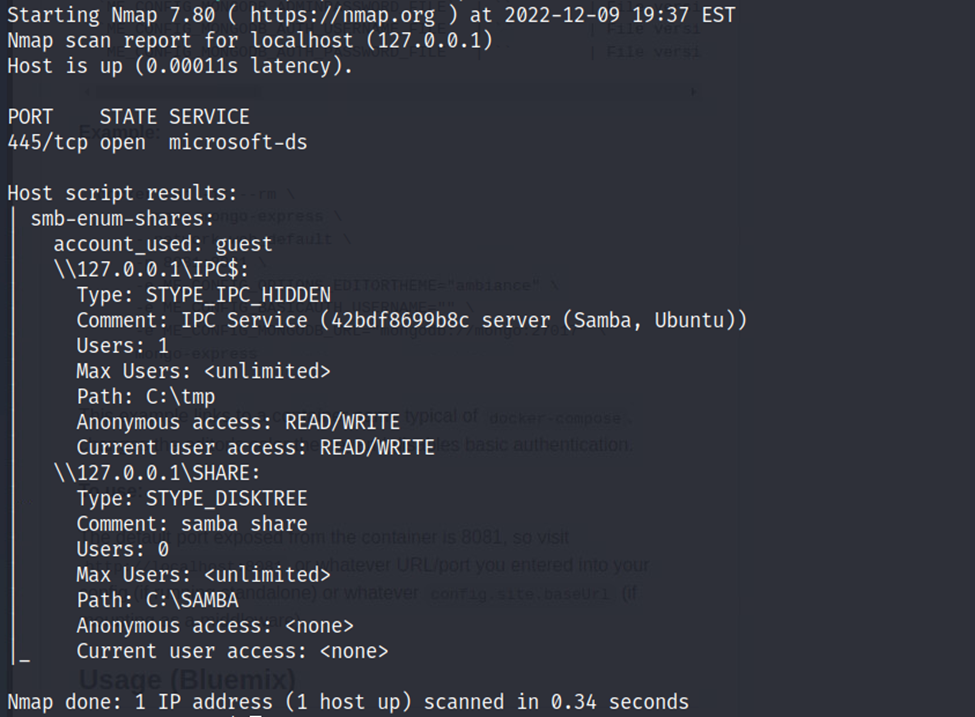 Starting Nmap 7.80 ( https://nmap.org ) at 2022-12-09 19:37 EST
Nmap scan report for localhost (127.0.0.1)
Host is up (0.00011s latency).
PORT    STATE SERVICE
445/tcp open  microsoft-ds
Host script results:
| smb-enum-shares:
|   account_used: guest
|   \\127.0.0.1\IPC$:
|     Type: STYPE_IPC_HIDDEN
|     Comment: IPC Service (42bdf8699b8c server (Samba, Ubuntu))
|     Users: 1
|     Max Users: <unlimited>
|     Path: C:\tmp
|     Anonymous access: READ/WRITE
|     Current user access: READ/WRITE
|   \\127.0.0.1\SHARE:
|     Type: STYPE_DISKTREE
|     Comment: samba share
|     Users: 0
|     Max Users: <unlimited>
|     Path: C:\SAMBA
|     Anonymous access: <none>
|_    Current user access: <none>
Usage (Bluemix)
Nmap done: 1 IP address (1 host up) scanned in 0.34 seconds